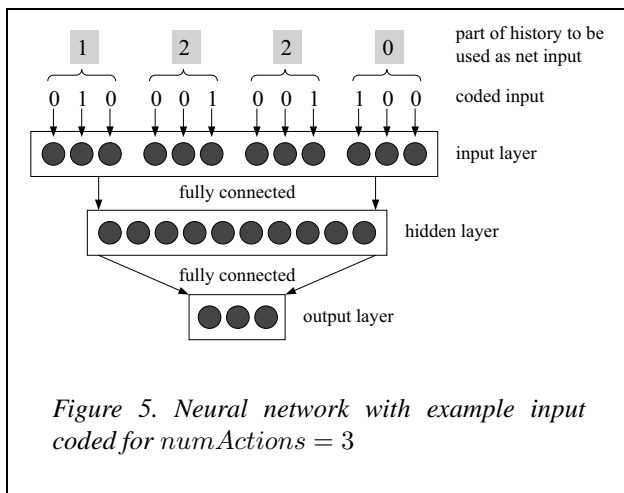 1 2 2 0 part of history to be
used as net input
0 1 0 0 0 1 0 0 1 1 0 0 coded input
input layer
fully connected
hidden layer
fully connected
output layer
Figure 5. Neural network with example input
coded for numActions = 3